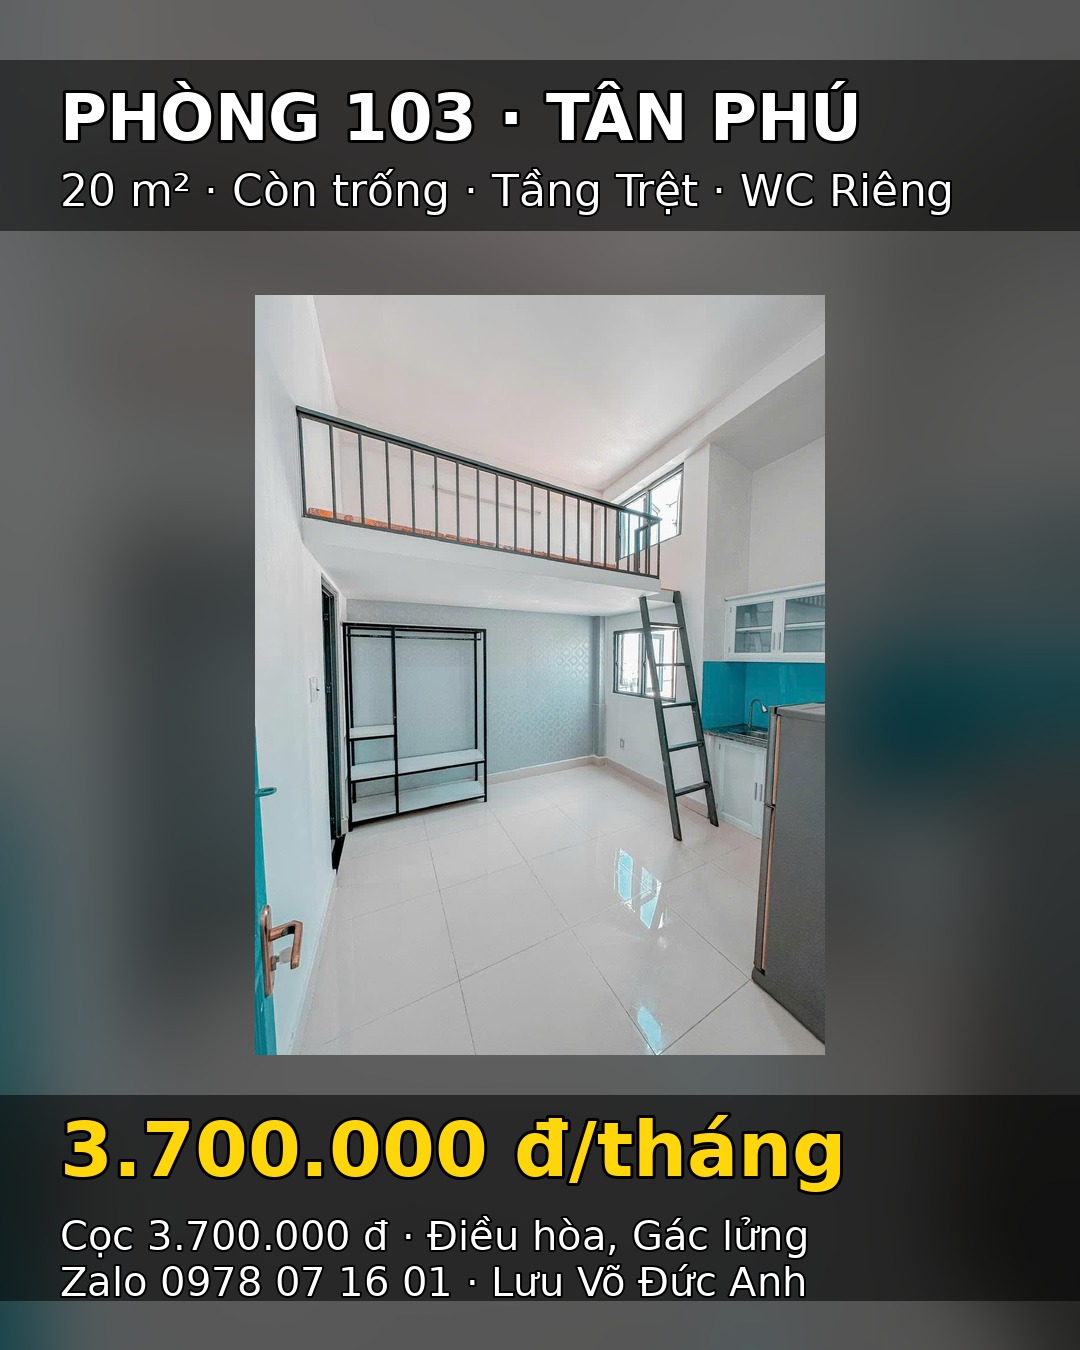 PHÒNG 103 · TÂN PHÚ
20 m² · Còn trống · Tầng Trệt · WC Riêng
3.700.000 đ/tháng
Cọc 3.700.000 đ · Điều hòa, Gác lửng
Zalo 0978 07 16 01 · Lưu Võ Đức Anh